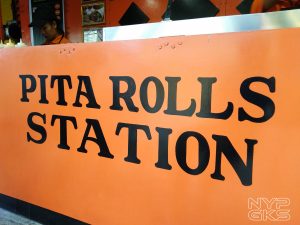 PITA ROLLS
STATION
NYP
GKS